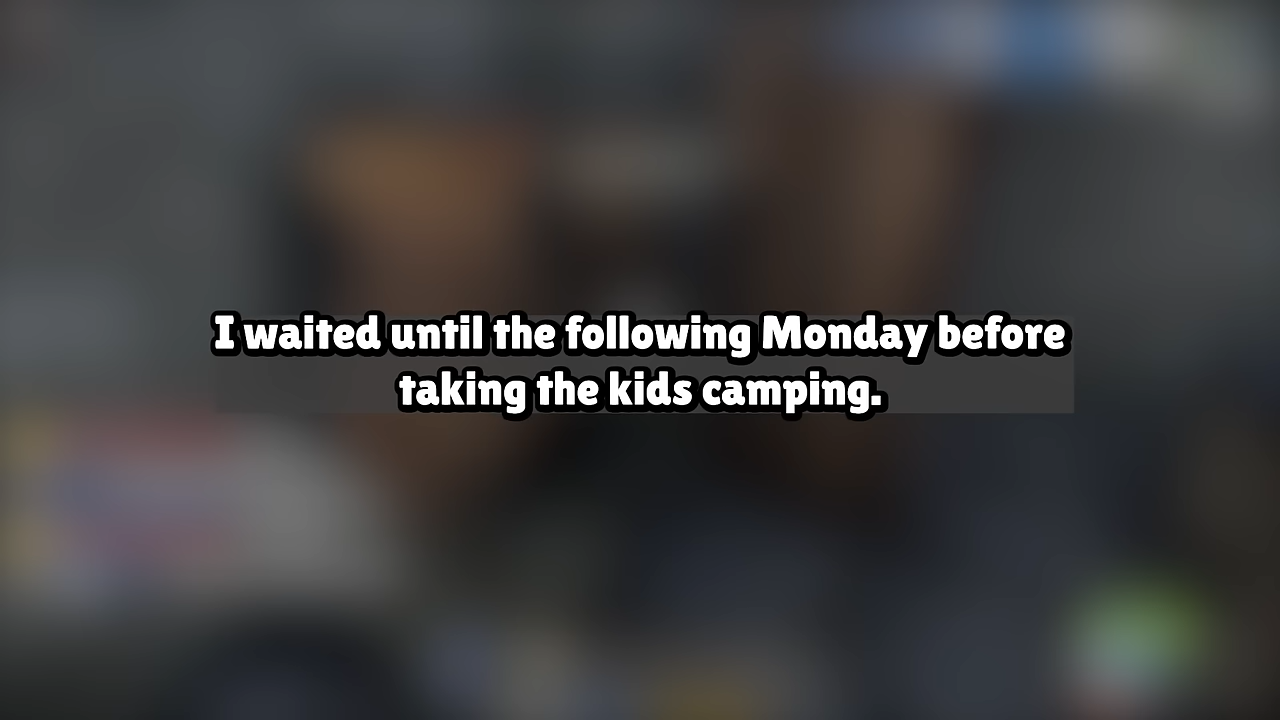 I waited until the following Monday before
taking the kids camping.